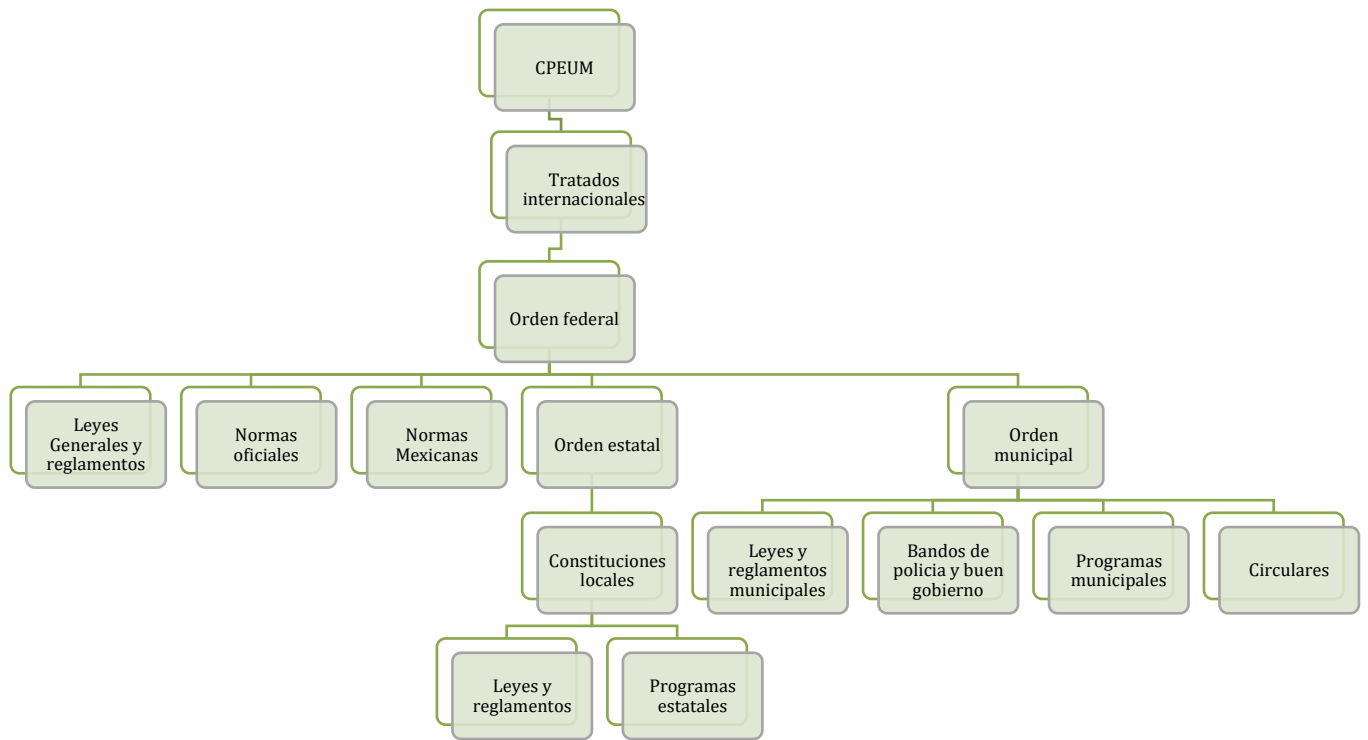 CPEUM
Tratados
internacionales
Orden federal
Leyes
Generales y
reglamentos
Normas
oficiales
Normas
Mexicanas
Orden estatal
Orden
municipal
Constituciones
locales
Leyes y
reglamentos
municipales
Bandos de
policia y buen
gobierno
Programas
municipales
Circulares
Leyes y
reglamentos
Programas
estatales